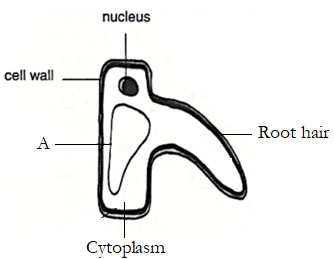 nucleus
cell wall
Root hair
A
Cytoplasm